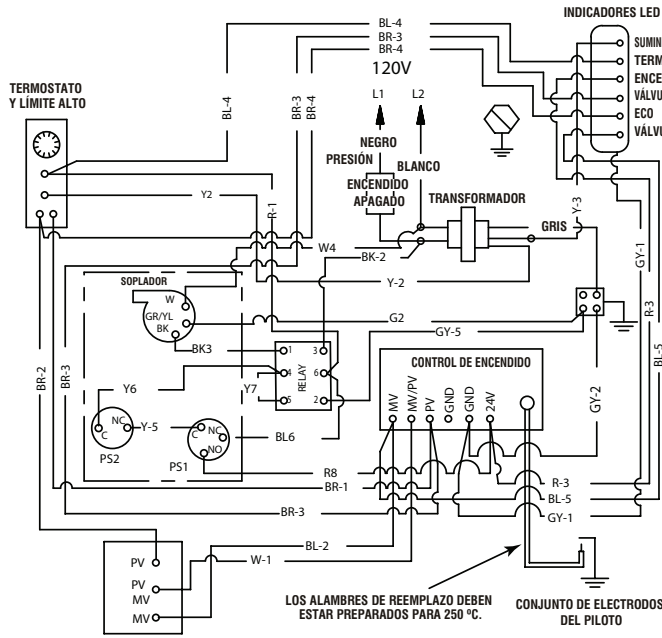 INDICADORES LED
BL-4
BR-3
BR-4
120V
L1
L2
SUMIN
TERM
ENCE
VÁLVU
ECO
VÁLVU
TERMOSTATO
Y LÍMITE ALTO
BL-4
BR-3
BR-4
NEGRO
PRESIÓN
BLANCO
ENCENDIDO
APAGADO
TRANSFORMADOR
GRIS
Y2
R-1
Y-3
W4
BK-2
Y-2
GY-1
R-3
BL-5
SOPLADOR
W
GR/YL
BK
G2
GY-5
BK3
1
3
4
6
5
2
RELAY
CONTROL DE ENCENDIDO
MV
MV/PV
PV
GND
GND
24V
GY-2
BR-2
BR-3
Y6
Y7
NC
C
Y-5
C
NC
NO
PS2
PS1
BL6
R8
BR-1
R-3
BL-5
GY-1
BR-3
BL-2
W-1
PV
PV
MV
MV
LOS ALAMBRES DE REEMPLAZO DEBEN
ESTAR PREPARADOS PARA 250 ºC.
CONJUNTO DE ELECTRODOS
DEL PILOTO